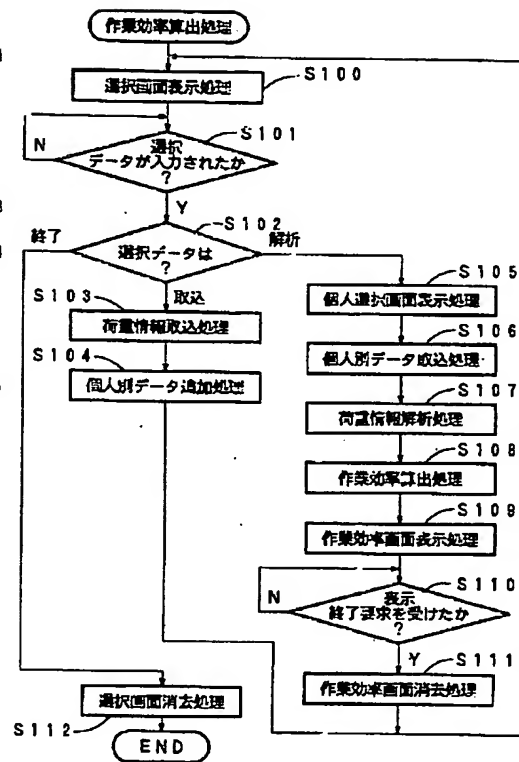 作業効率算出処理
選択画面表示処理
S100
S101
N
選択
データが入力されたか
?
Y
S102
終了
選択データは
?
解析
取込
S103
荷重情報取込処理
S104
個人別データ追加処理
S105
個人選択画面表示処理
S106
個人別データ取込処理
S107
荷重情報解析処理
S108
作業効率算出処理
S109
作業効率画面表示処理
S110
N
表示
終了要求を受けたか
?
Y
S111
作業効率画面消去処理
選択画面消去処理
S112
END